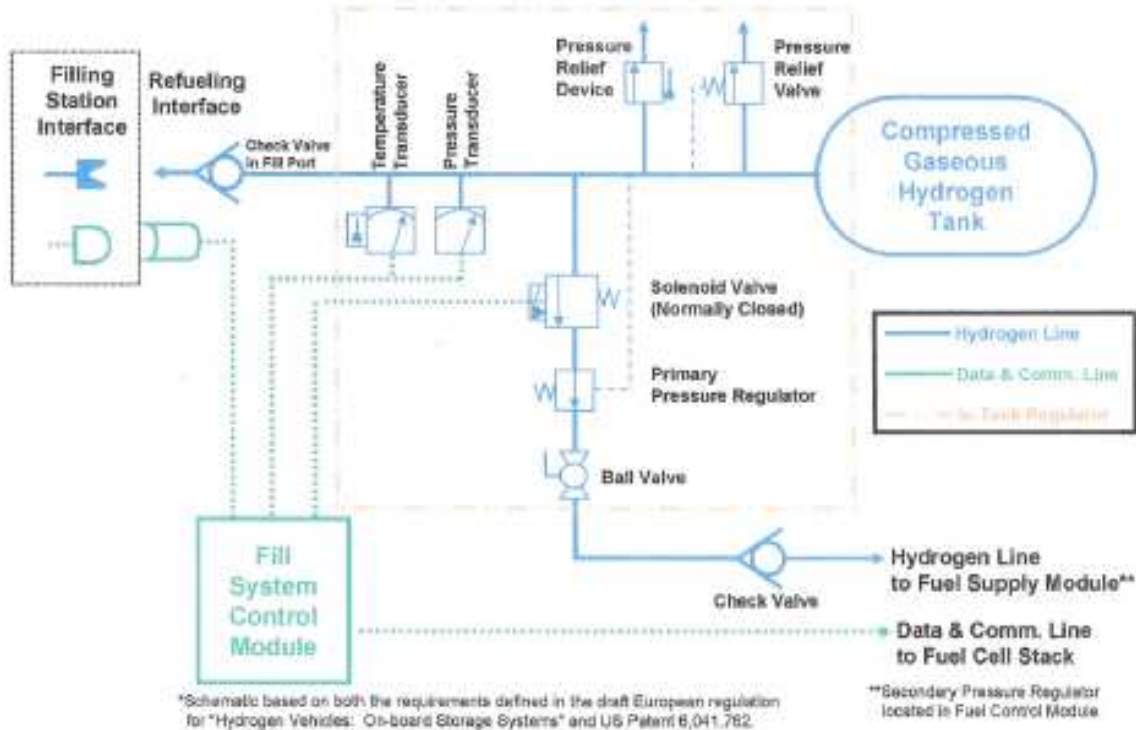 Filling
Station
Interface
Refueling
Interface
Check Valve
in Fill Port
Temperature
Transducer
Pressure
Transducer
Pressure
Relief
Device
Pressure
Relief
Valve
Compressed
Gaseous
Hydrogen
Tank
Solenoid Valve
(Normally Closed)
Hydrogen Line
Data & Comm. Line
In-Tank Regulator
Primary
Pressure Regulator
Ball Valve
Fill
System
Control
Module
Check Valve
Hydrogen Line
to Fuel Supply Module**
Data & Comm. Line
to Fuel Cell Stack
*Schematic based on both the requirements defined in the draft European regulation
for "Hydrogen Vehicles: On-board Storage Systems" and US Patent 6,041,762.
**Secondary Pressure Regulator
located in Fuel Control Module